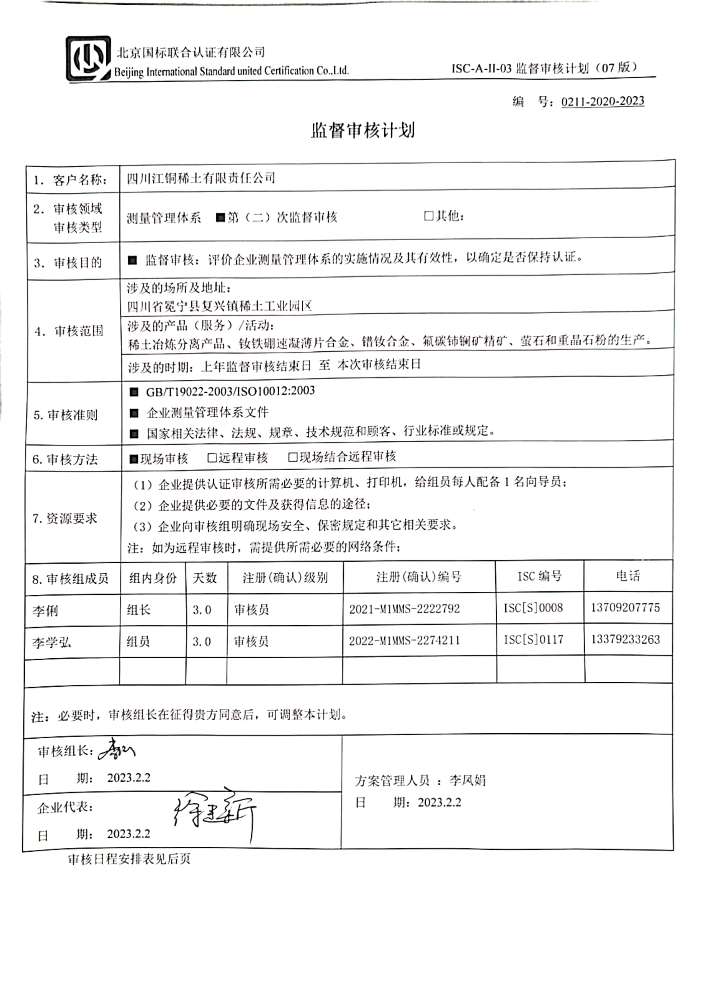 北京国标联合认证有限公司
Beijing International Standard united Certification Co.,Ltd.
ISC-A-II-03 监督审核计划（07 版）
编 号：0211-2020-2023
监督审核计划
1. 客户名称：
四川江铜稀土有限责任公司
2. 审核领域
审核类型
测量管理体系 ■第（二）次监督审核 □其他：
3. 审核目的
■ 监督审核：评价企业测量管理体系的实施情况及其有效性，以确定是否保持认证。
4. 审核范围
涉及的场所及地址：
四川省冕宁县复兴镇稀土工业园区
涉及的产品（服务）/活动：
稀土冶炼分离产品、钕铁硼速凝薄片合金、镨钕合金、氟碳铈镧矿精矿、萤石和重晶石粉的生产。
涉及的时期：上年监督审核结束日 至 本次审核结束日
5. 审核准则
■ GB/T19022-2003/ISO10012:2003
■ 企业测量管理体系文件
■ 国家相关法律、法规、规章、技术规范和顾客、行业标准或规定。
6. 审核方法
■现场审核 □远程审核 □现场结合远程审核
7. 资源要求
（1）企业提供认证审核所需必要的计算机、打印机，给组员每人配备 1 名向导员；
（2）企业提供必要的文件及获得信息的途径；
（3）企业向审核组明确现场安全、保密规定和其它相关要求。
注：如为远程审核时，需提供所需必要的网络条件；
8. 审核组成员 组内身份 天数 注册(确认)级别 注册(确认)编号 ISC 编号 电话
李俐 组长 3.0 审核员 2021-M1MMS-2222792 ISC[S]0008 13709207775
李学弘 组员 3.0 审核员 2022-M1MMS-2274211 ISC[S]0117 13379233263
注：必要时，审核组长在征得贵方同意后，可调整本计划。
审核组长：李俐
日 期： 2023.2.2
企业代表： 徐建新
日 期： 2023.2.2
方案管理人员 ：李凤娟
日 期：2023.2.2
审核日程安排表见后页